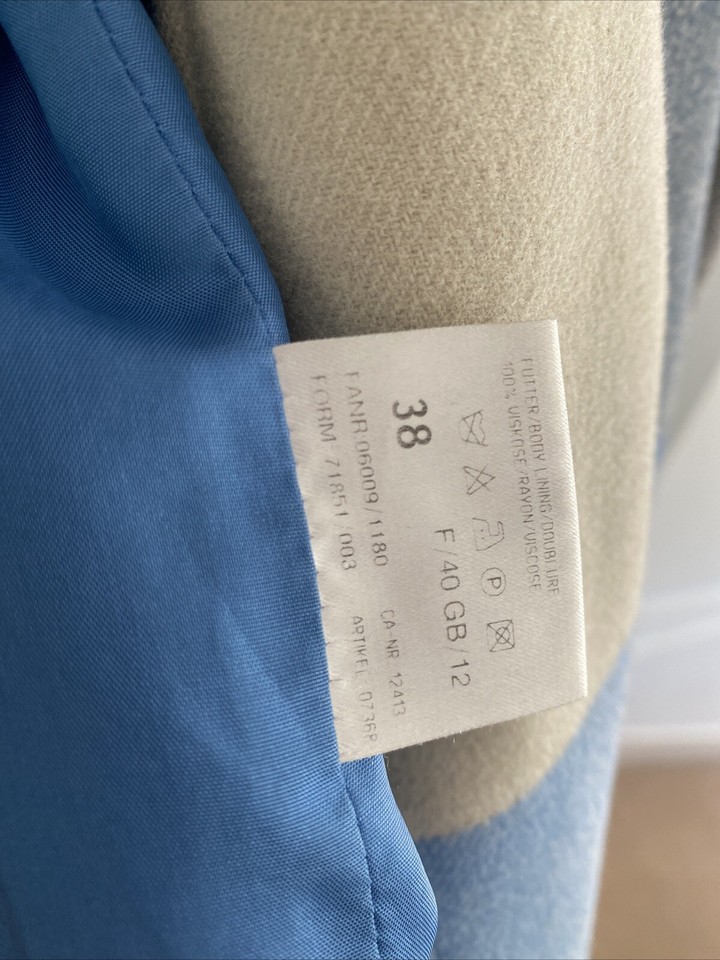 FUTTER/BODY LINING/DOUBLURE
100% VISKOSE/RAYON/VISCOSE
P
38
F/40 GB/12
FANR.06009/1180
CA-NR 12413
FORM 71851/003
ARTIKEL 0736P